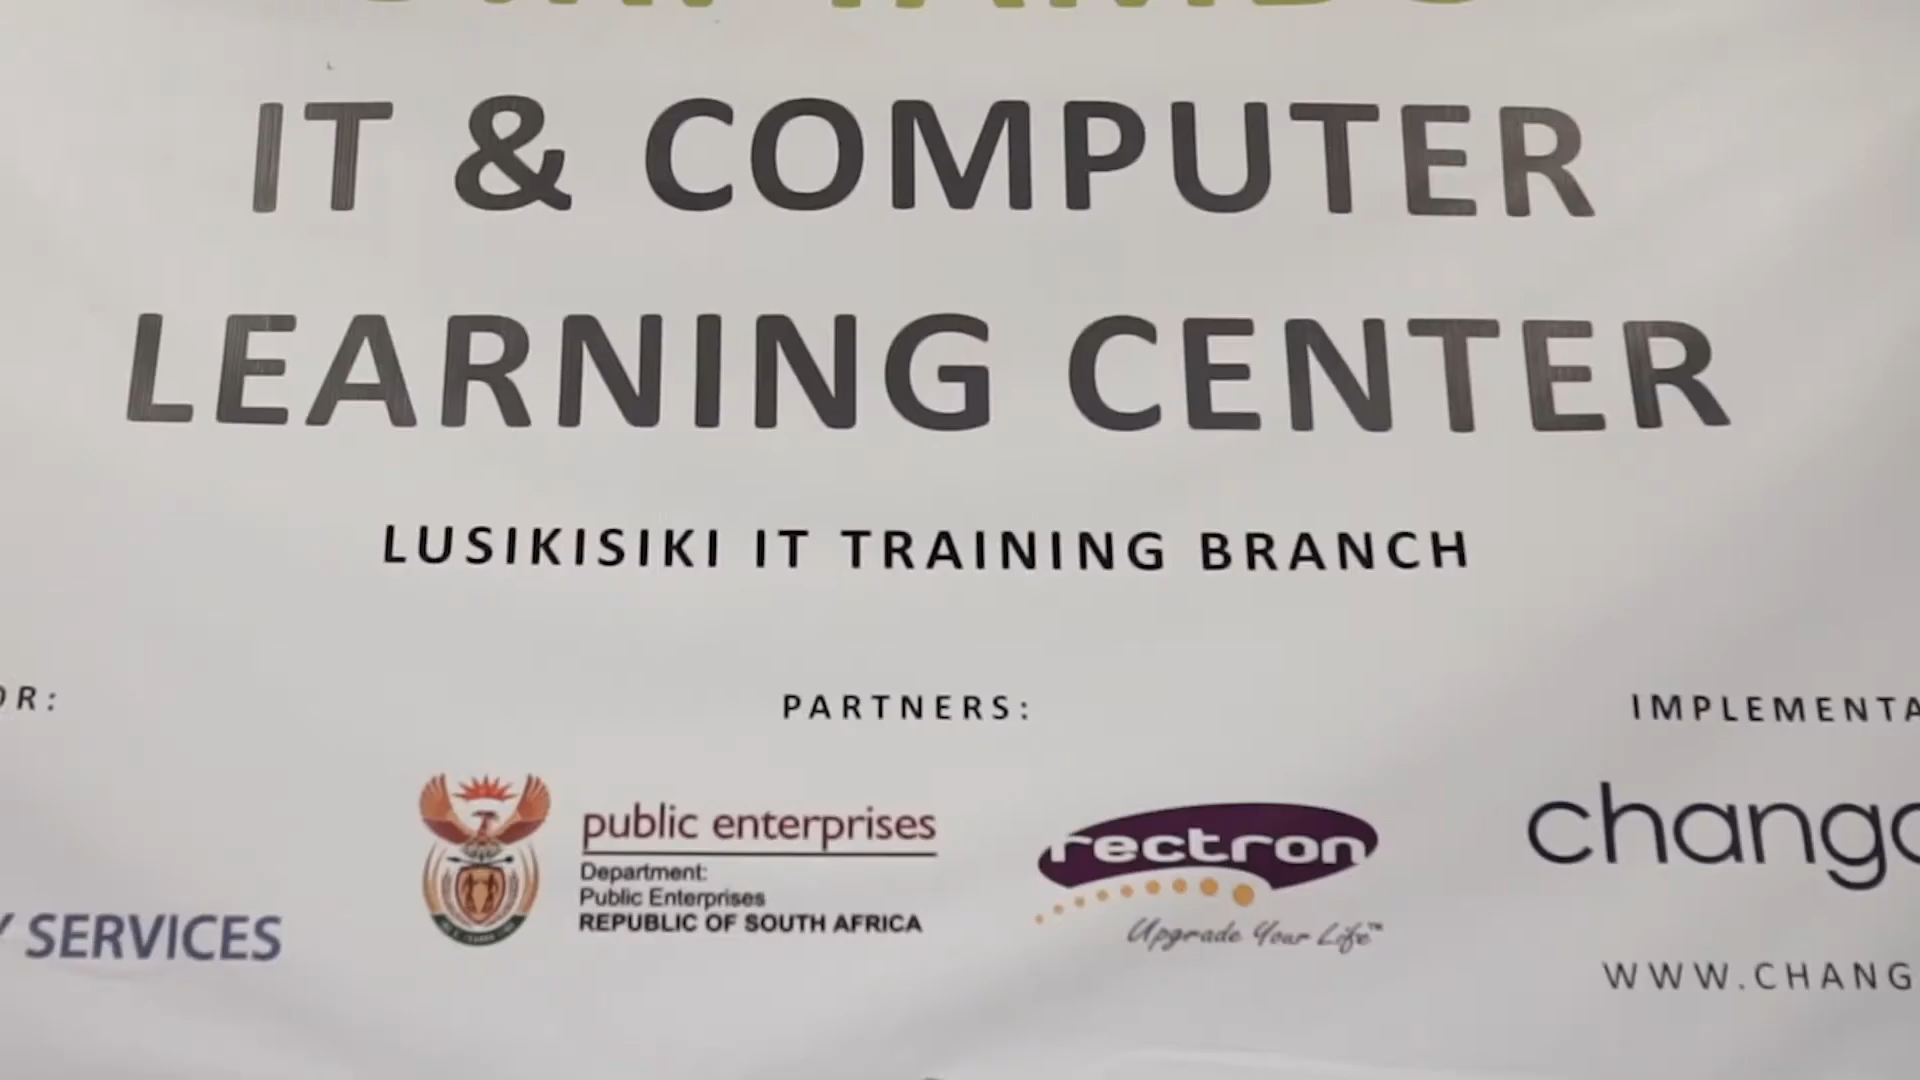 IT & COMPUTER
LEARNING CENTER
LUSIKISIKI IT TRAINING BRANCH
PARTNERS:
public enterprises
Department:
Public Enterprises
REPUBLIC OF SOUTH AFRICA
rectron
Upgrade Your Life™
SERVICES